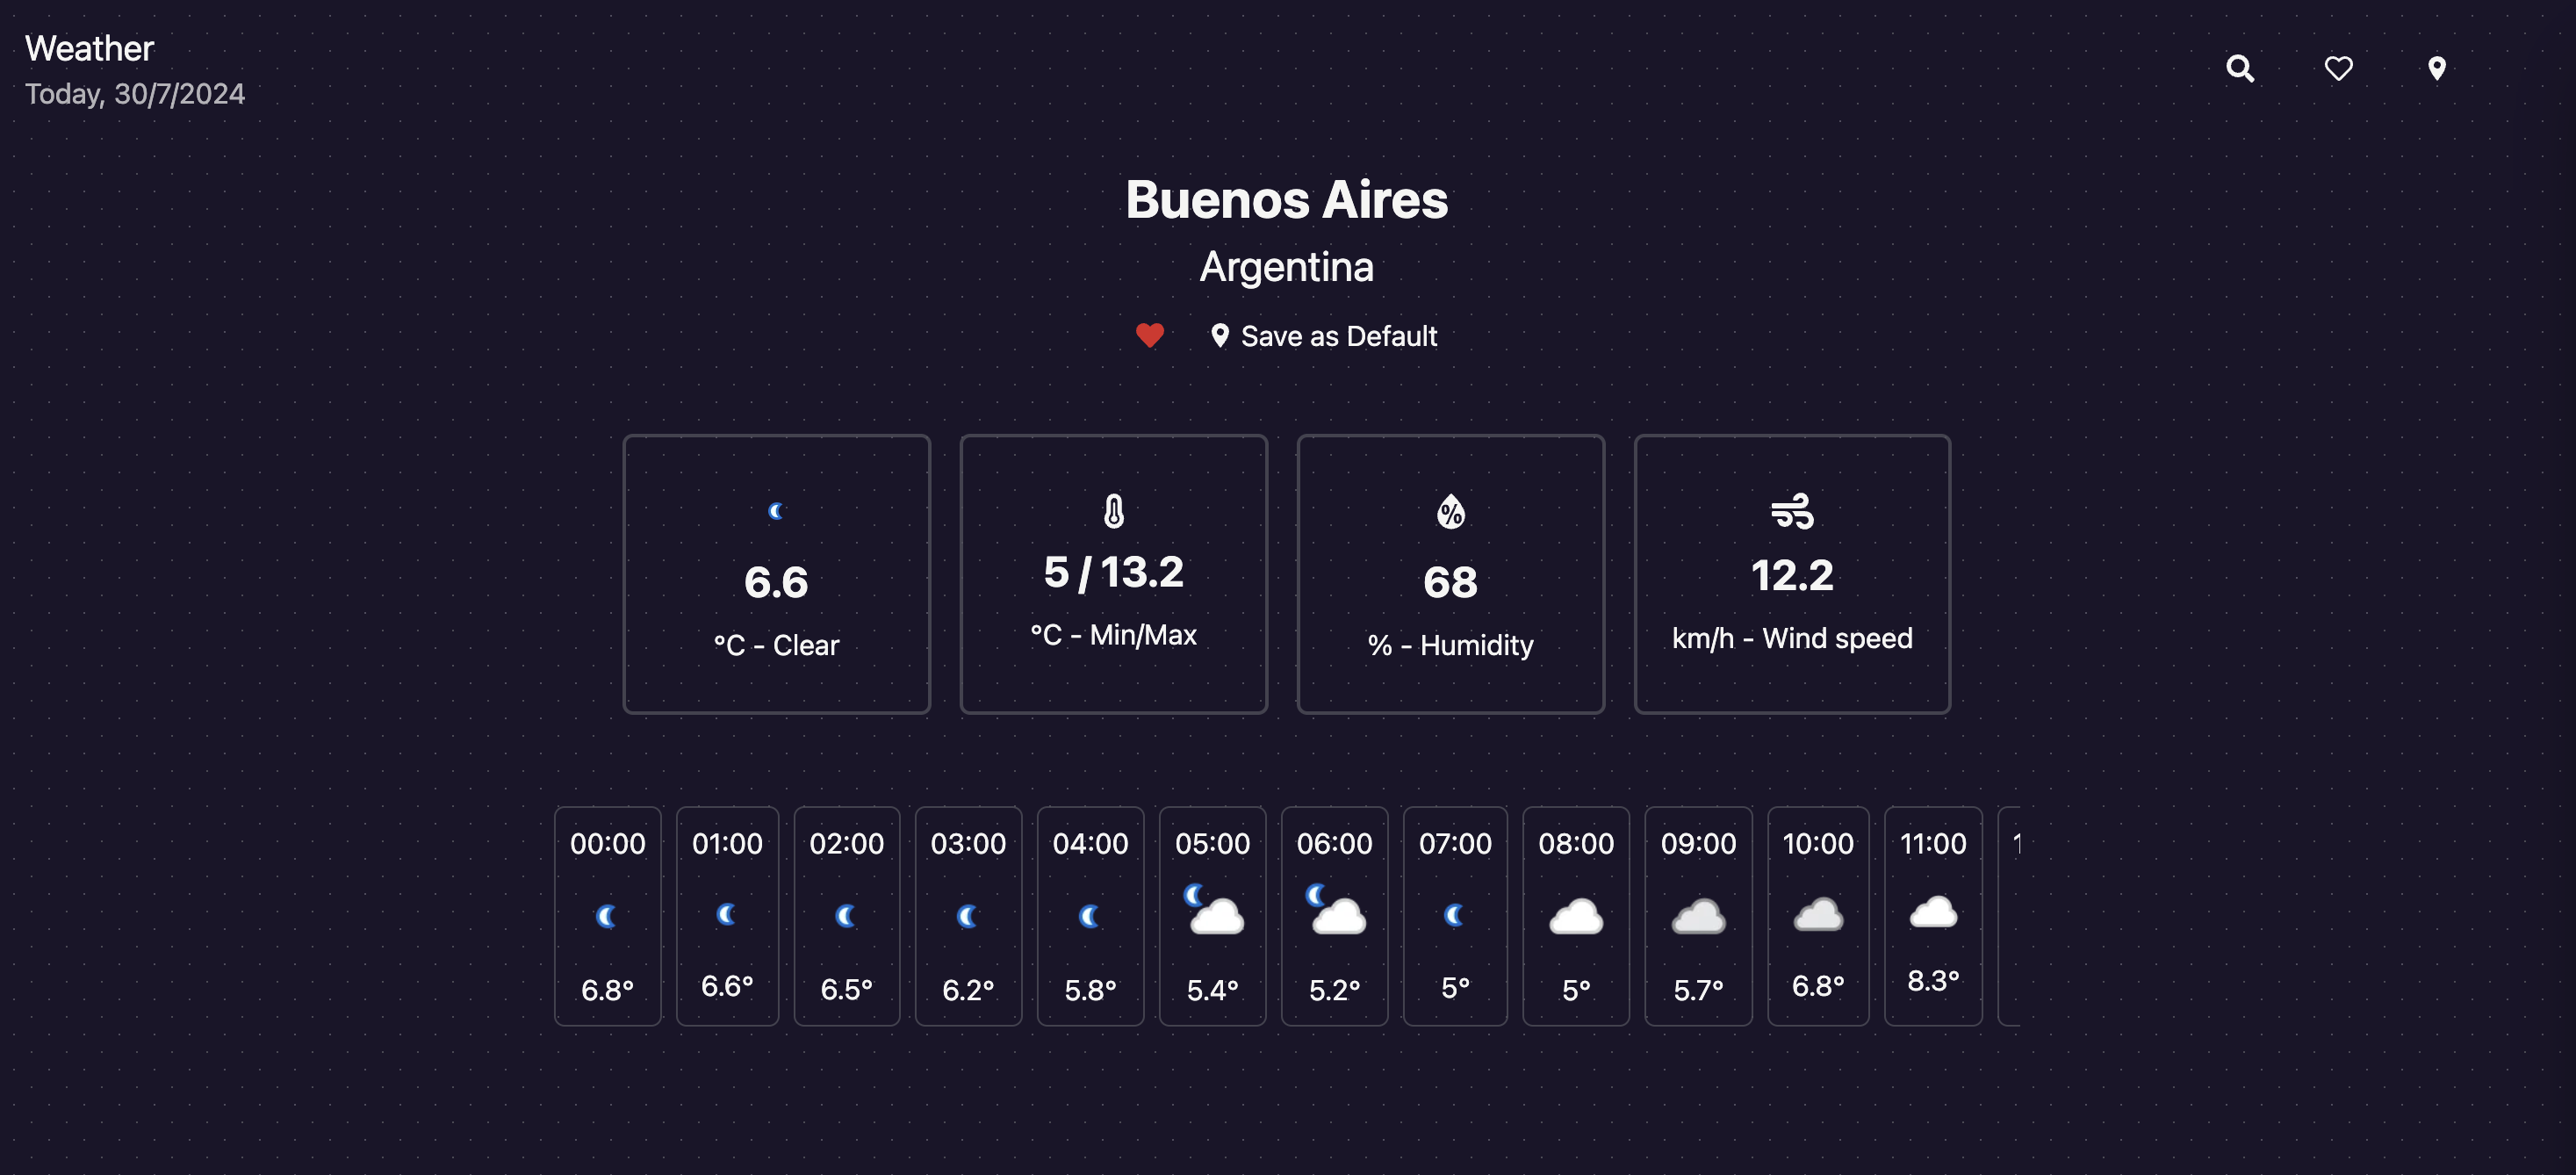 Weather
Today, 30/7/2024
Buenos Aires
Argentina
Save as Default
6.6
°C - Clear
5 / 13.2
°C - Min/Max
%
68
% - Humidity
12.2
km/h - Wind speed
00:00 01:00 02:00 03:00 04:00 05:00 06:00 07:00 08:00 09:00 10:00 11:00
6.8° 6.6° 6.5° 6.2° 5.8° 5.4° 5.2° 5° 5° 5.7° 6.8° 8.3°